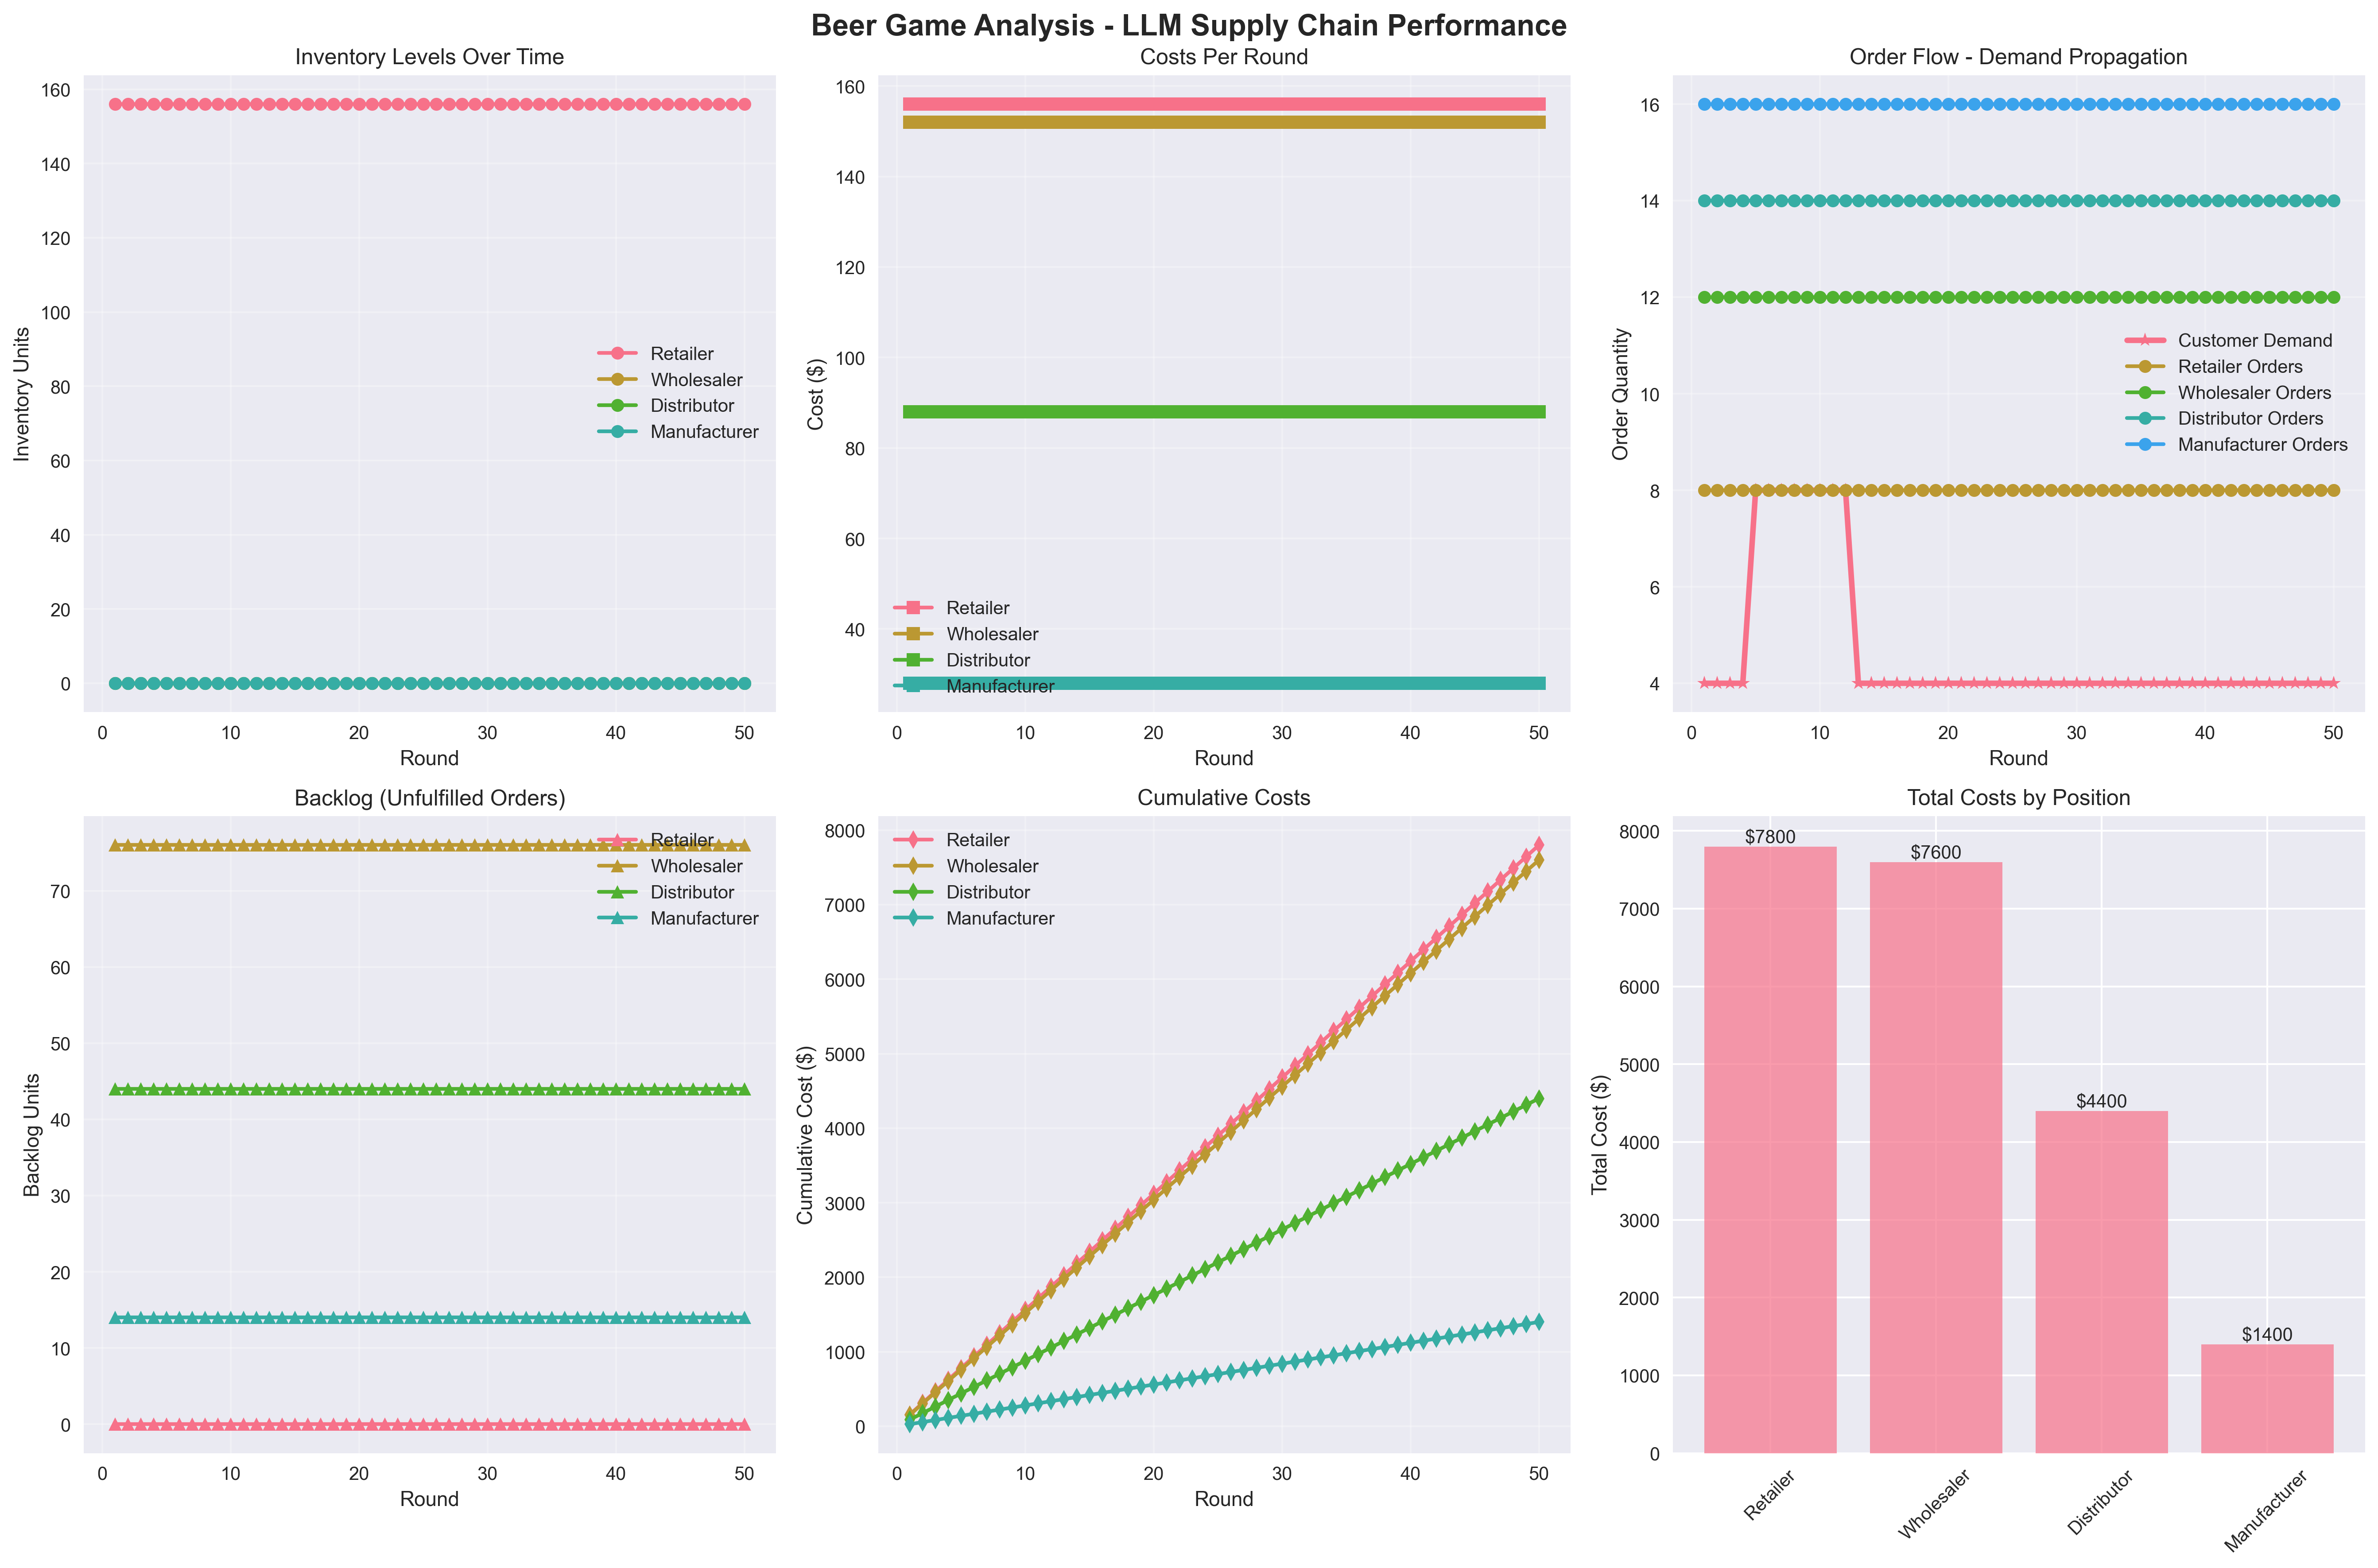 Beer Game Analysis - LLM Supply Chain Performance
Inventory Levels Over Time
160
140
120
100
80
60
40
20
0
Inventory Units
Retailer
Wholesaler
Distributor
Manufacturer
0 10 20 30 40 50
Round
Costs Per Round
160
140
120
100
80
60
40
Cost ($)
Retailer
Wholesaler
Distributor
Manufacturer
0 10 20 30 40 50
Round
Order Flow - Demand Propagation
16
14
12
10
8
6
4
Order Quantity
Customer Demand
Retailer Orders
Wholesaler Orders
Distributor Orders
Manufacturer Orders
0 10 20 30 40 50
Round
Backlog (Unfulfilled Orders)
70
60
50
40
30
20
10
0
Backlog Units
Retailer
Wholesaler
Distributor
Manufacturer
0 10 20 30 40 50
Round
Cumulative Costs
8000
7000
6000
5000
4000
3000
2000
1000
0
Cumulative Cost ($)
Retailer
Wholesaler
Distributor
Manufacturer
0 10 20 30 40 50
Round
Total Costs by Position
8000
7000
6000
5000
4000
3000
2000
1000
0
Total Cost ($)
$7800
$7600
$4400
$1400
Retailer
Wholesaler
Distributor
Manufacturer